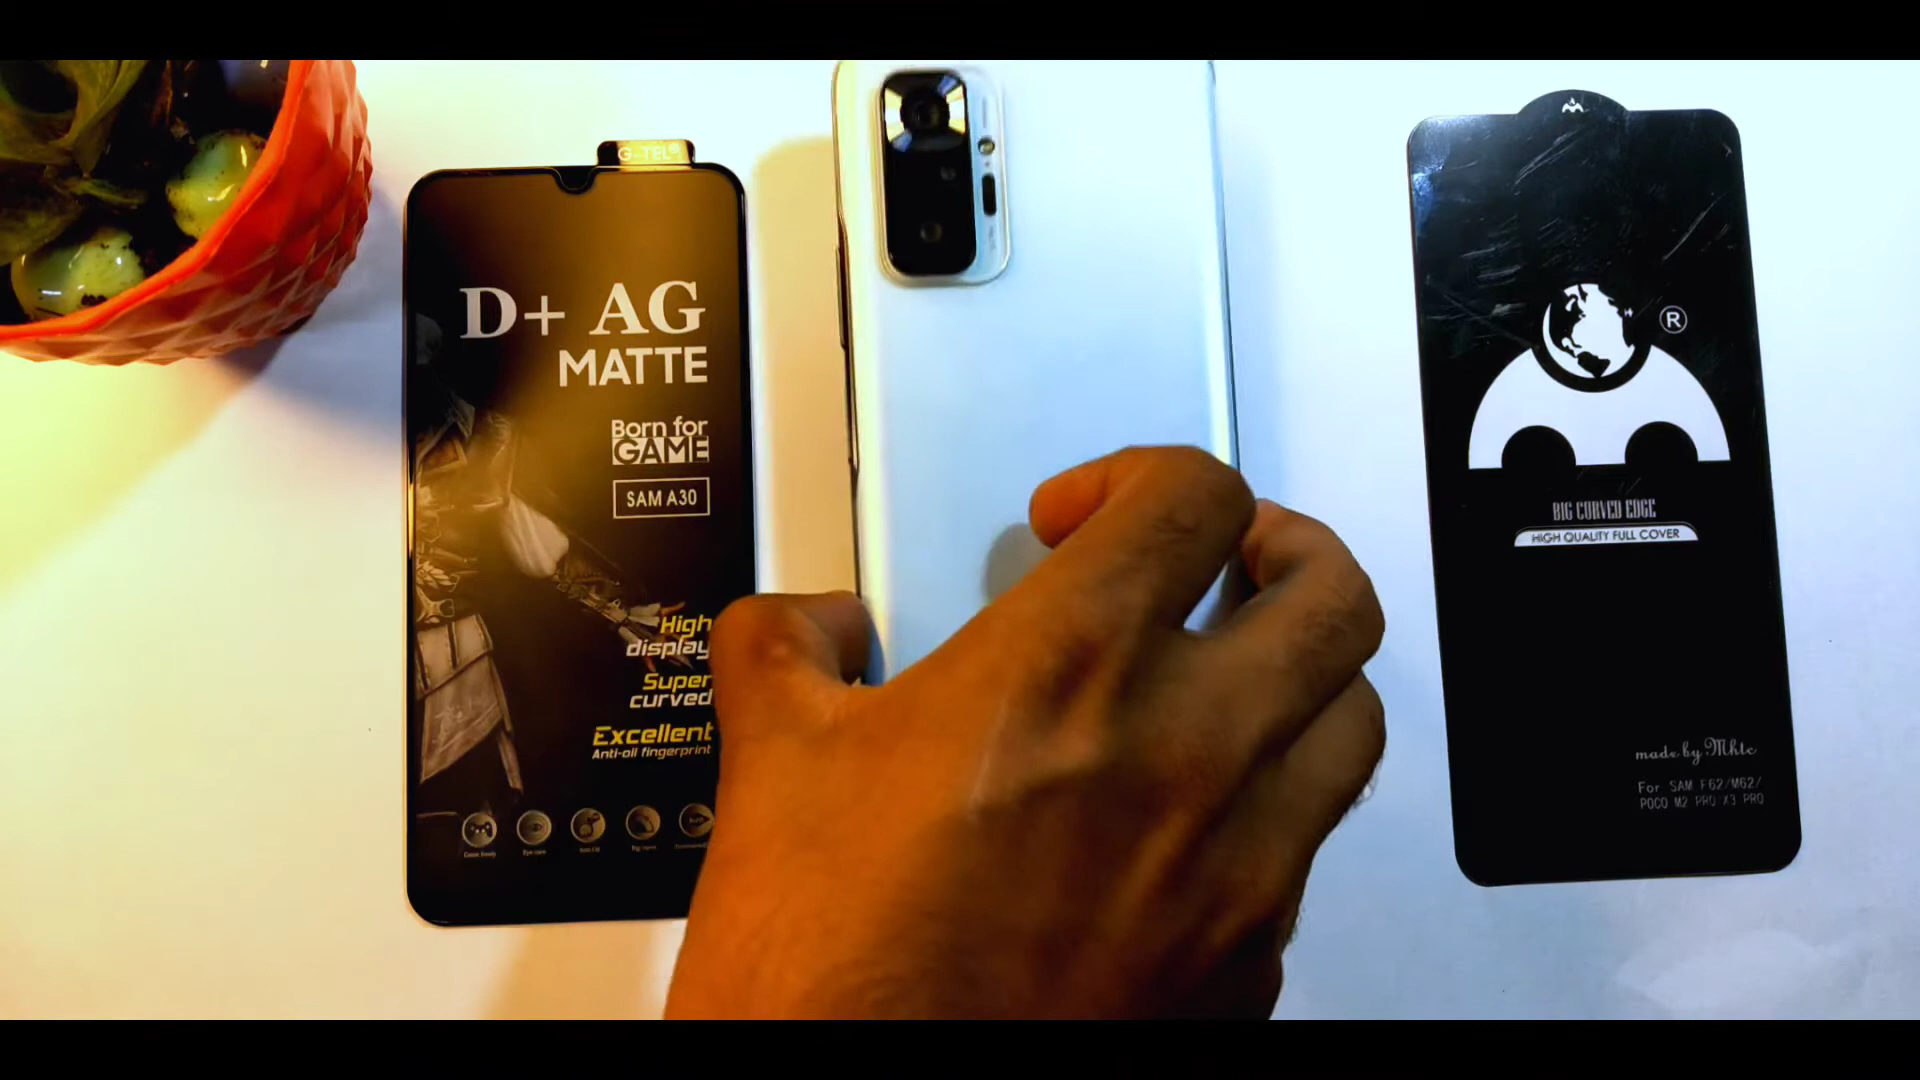 G-TEL®
D+ AG
MATTE
Born for
GAME
SAM A30
High
display
Super
curved
Excellent
Anti-oil fingerprint
®
BIG CURVED EDGE
HIGH QUALITY FULL COVER
made by Mhtc
For SAM F62/M62/
POCO M2 PRO X3 PRO